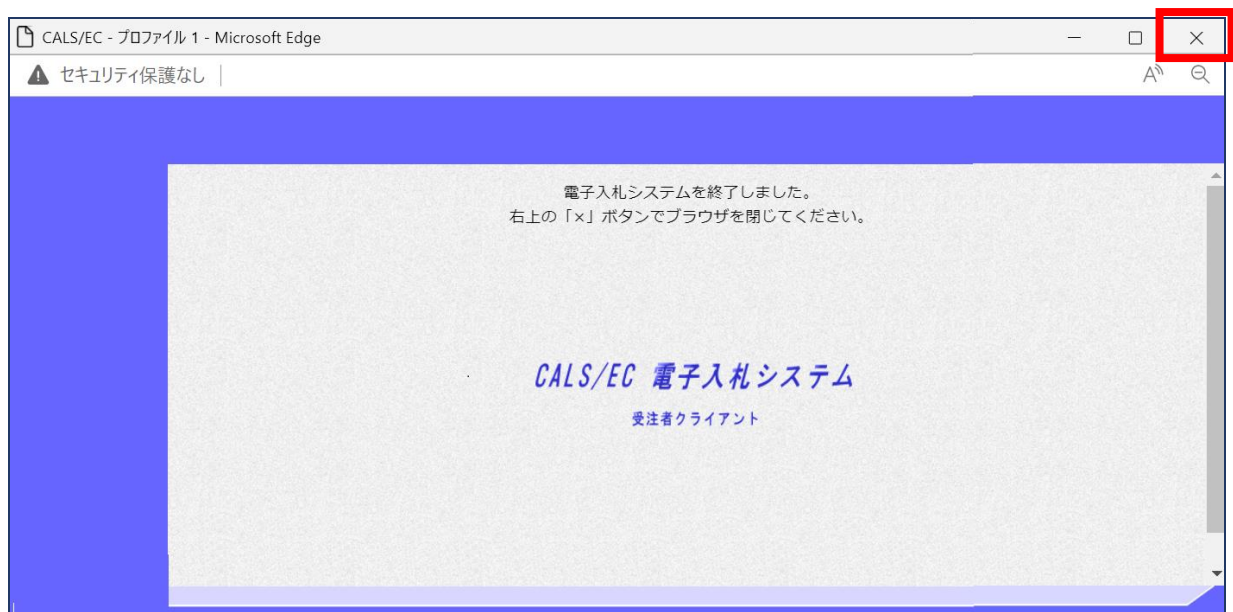 CALS/EC - プロファイル 1 - Microsoft Edge
セキュリティ保護なし
電子入札システムを終了しました。
右上の「×」ボタンでブラウザを閉じてください。
CALS/EC 電子入札システム
受注者クライアント